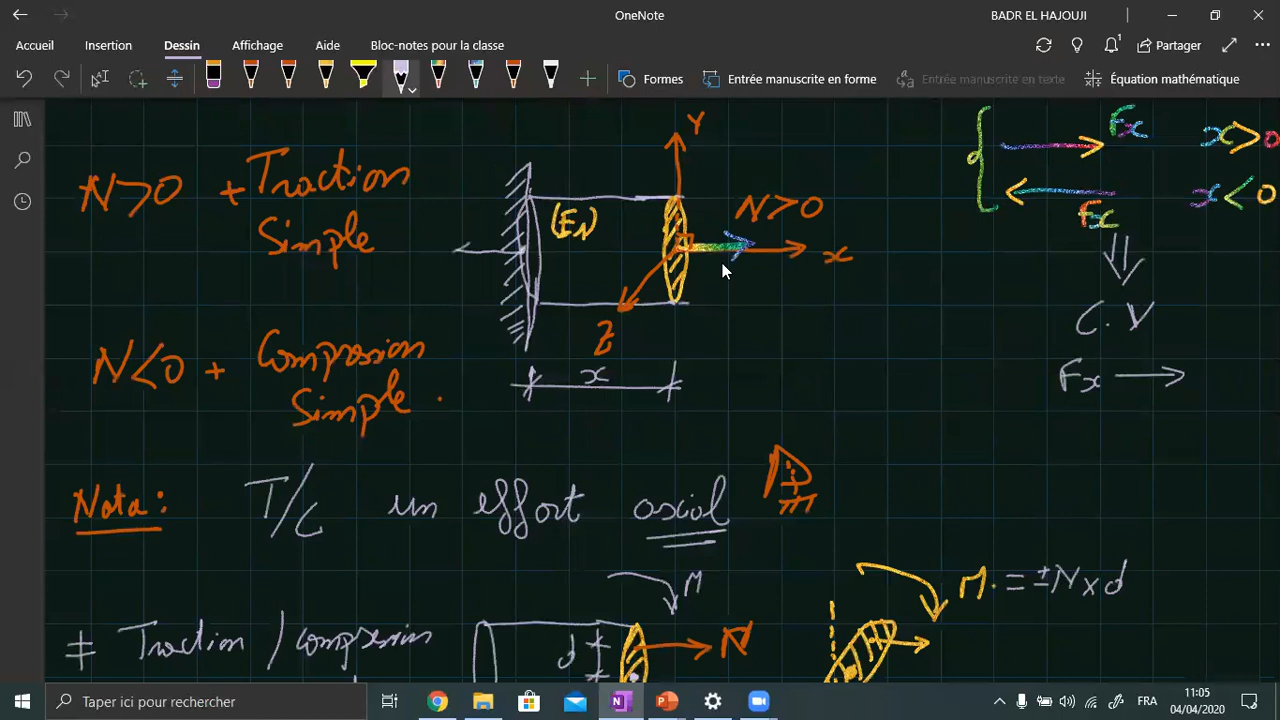 OneNote
BADR EL HAJOUJI
Accueil
Insertion
Dessin
Affichage
Aide
Bloc-notes pour la classe
Partager
Formes
Entrée manuscrite en forme
Entrée manuscrite en texte
Équation mathématique
N>0 + Traction
Simple
(En)
Y
N>0
x
Z
x
Fx
x>0
Fx
x<0
C.V
Fx
N<0 + Compression
Simple.
Nota: T/C un effort axial
M
M = ±N×d
≠ Traction / compression
d
N
Taper ici pour rechercher
FRA
11:05
04/04/2020